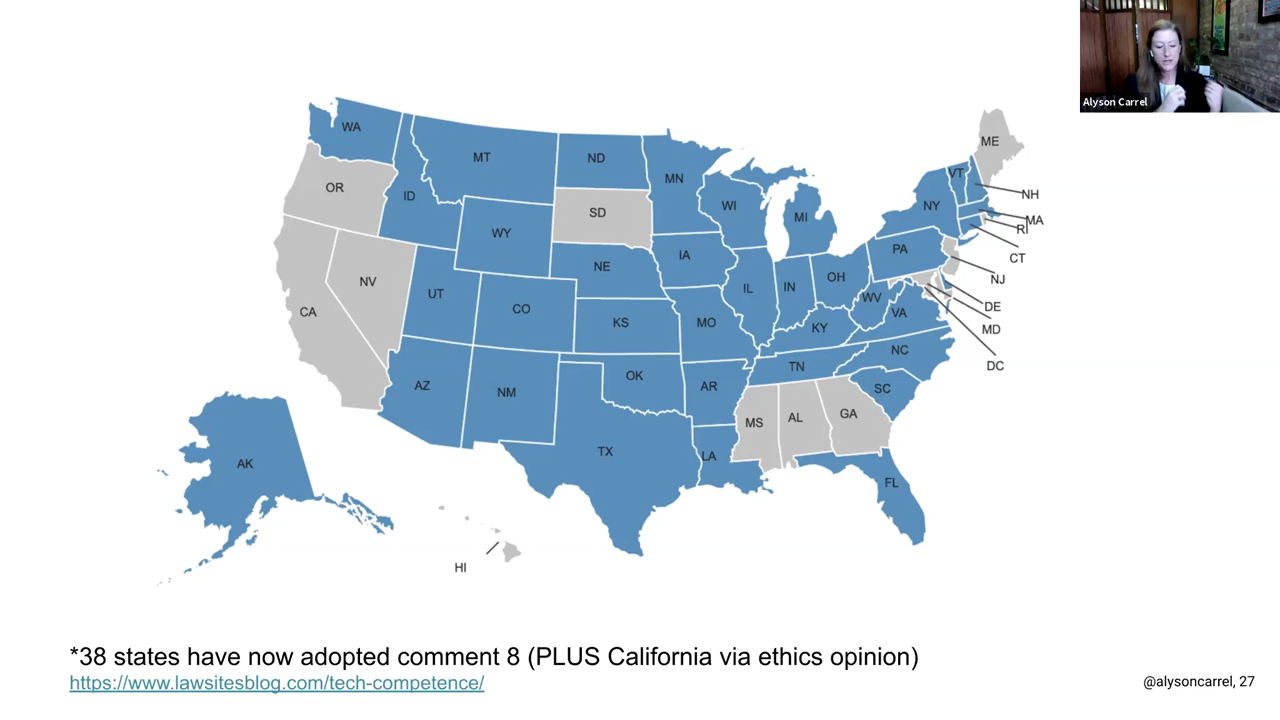 Alyson Carrel
WA
MT
ND
MN
ME
OR
ID
SD
WI
MI
VT
NY
NH
MA
RI
CT
WY
NE
IA
PA
NJ
NV
UT
CO
IL
IN
OH
WV
VA
DE
MD
DC
CA
KS
MO
KY
NC
AZ
NM
OK
AR
TN
SC
MS
AL
GA
TX
LA
FL
AK
HI
*38 states have now adopted comment 8 (PLUS California via ethics opinion)
https://www.lawsitesblog.com/tech-competence/
@alysoncarrel, 27